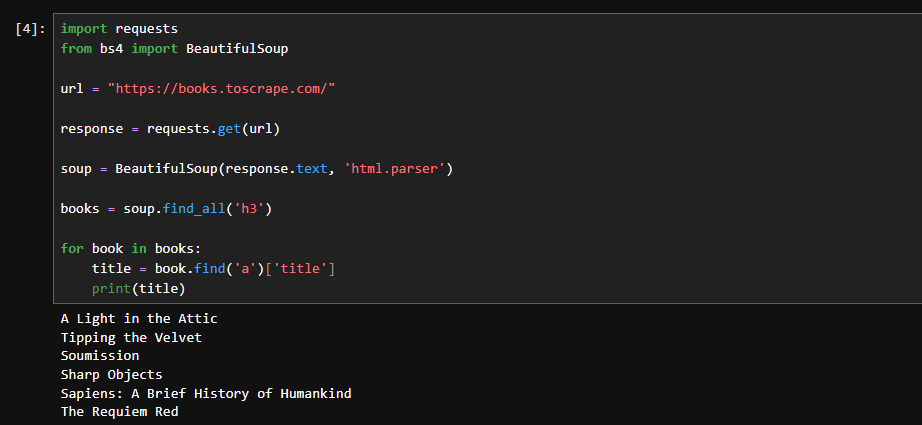 [4]:
import requests
from bs4 import BeautifulSoup
url = "https://books.toscrape.com/"
response = requests.get(url)
soup = BeautifulSoup(response.text, 'html.parser')
books = soup.find_all('h3')
for book in books:
    title = book.find('a')['title']
    print(title)
A Light in the Attic
Tipping the Velvet
Soumission
Sharp Objects
Sapiens: A Brief History of Humankind
The Requiem Red